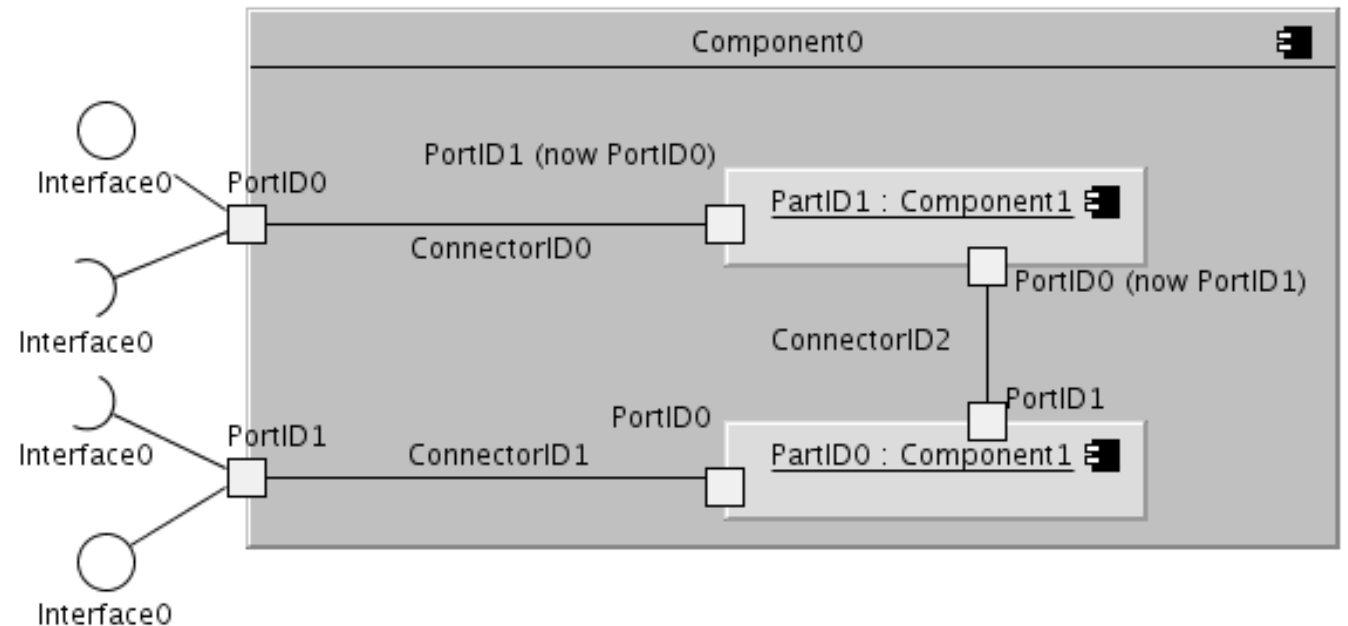 Component0
PortID1 (now PortID0)
Interface0
PortID0
PartID1 : Component1
ConnectorID0
PortID0 (now PortID1)
Interface0
ConnectorID2
PortID1
PortID0
PortID1
Interface0
ConnectorID1
PartID0 : Component1
Interface0